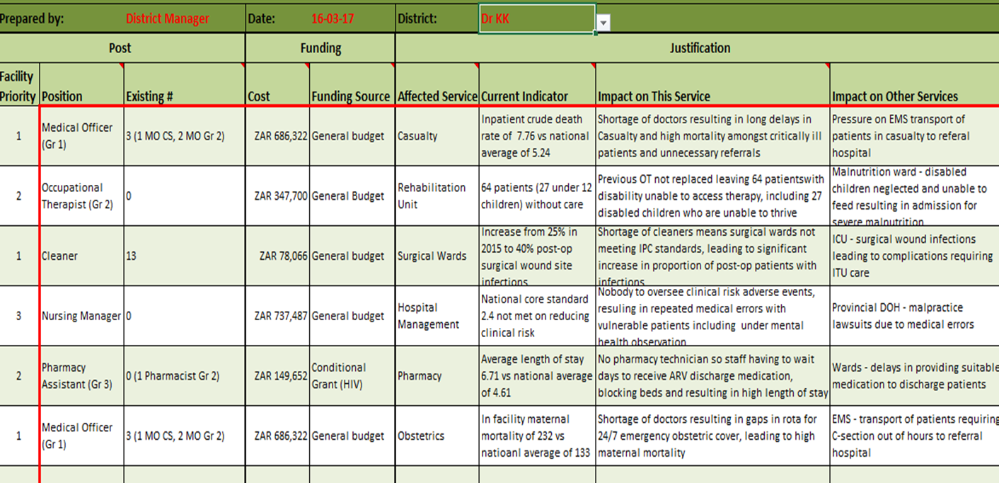 Prepared by: District Manager Date: 16-03-17 District: Dr KK
Post Funding Justification
Facility
Priority Position Existing # Cost Funding Source Affected Service Current Indicator Impact on This Service Impact on Other Services
1
Medical Officer
(Gr 1)
3 (1 MO CS, 2 MO Gr 2)
ZAR 686,322
General budget
Casualty
Inpatient crude death
rate of 7.76 vs national
average of 5.24
Shortage of doctors resulting in long delays in
Casualty and high mortality amongst critically ill
patients and unnecessary referrals
Pressure on EMS transport of
patients in casualty to referal
hospital
2
Occupational
Therapist (Gr 2)
0
ZAR 347,700
General Budget
Rehabilitation
Unit
64 patients (27 under 12
children) without care
Previous OT not replaced leaving 64 patientswith
disability unable to access therapy, including 27
disabled children who are unable to thrive
Malnutrition ward - disabled
children neglected and unable to
feed resulting in admission for
severe malnutrition
1
Cleaner
13
ZAR 78,066
General budget
Surgical Wards
Increase from 25% in
2015 to 40% post-op
surgical wound site
infections
Shortage of cleaners means surgical wards not
meeting IPC standards, leading to significant
increase in proportion of post-op patients with
infections
ICU - surgical wound infections
leading to complications requiring
ITU care
3
Nursing Manager
0
ZAR 737,487
General budget
Hospital
Management
National core standard
2.4 not met on reducing
clinical risk
Nobody to oversee clinical risk adverse events,
resuling in repeated medical errors with
vulnerable patients including under mental
health observation
Provincial DOH - malpractice
lawsuits due to medical errors
2
Pharmacy
Assistant (Gr 3)
0 (1 Pharmacist Gr 2)
ZAR 149,652
Conditional
Grant (HIV)
Pharmacy
Average length of stay
6.71 vs national average
of 4.61
No pharmacy technician so staff having to wait
days to receive ARV discharge medication,
blocking beds and resulting in high length of stay
Wards - delays in providing suitable
medication to discharge patients
1
Medical Officer
(Gr 1)
3 (1 MO CS, 2 MO Gr 2)
ZAR 686,322
General budget
Obstetrics
In facility maternal
mortality of 232 vs
natioanl average of 133
Shortage of doctors resulting in gaps in rota for
24/7 emergency obstetric cover, leading to high
maternal mortality
EMS - transport of patients requiring
C-section out of hours to referral
hospital